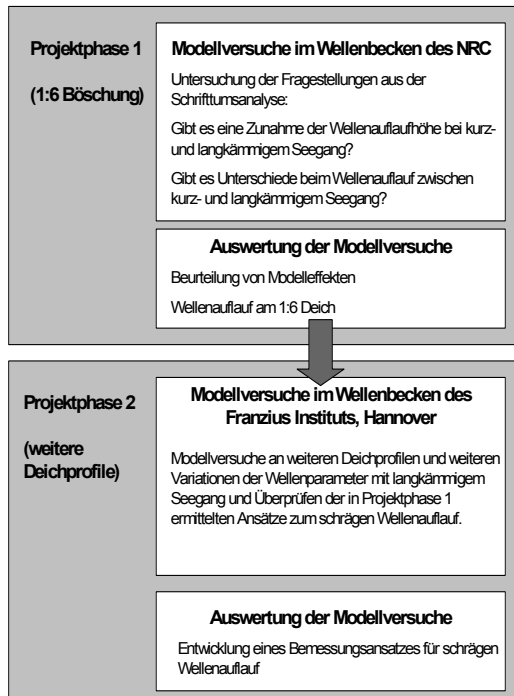 Projektphase 1
(1:6 Böschung)
Modellversuche im Wellenbecken des NRC
Untersuchung der Fragestellungen aus der
Schrifttumsanalyse:
Gibt es eine Zunahme der Wellenauflaufhöhe bei kurz-
und langkämmigem Seegang?
Gibt es Unterschiede beim Wellenauflauf zwischen
kurz- und langkämmigem Seegang?
Auswertung der Modellversuche
Beurteilung von Modelleffekten
Wellenauflauf am 1:6 Deich
Projektphase 2
(weitere
Deichprofile)
Modellversuche im Wellenbecken des
Franzius Instituts, Hannover
Modellversuche an weiteren Deichprofilen und weiteren
Variationen der Wellenparameter mit langkämmigem
Seegang und Überprüfen der in Projektphase 1
ermittelten Ansätze zum schrägen Wellenauflauf.
Auswertung der Modellversuche
Entwicklung eines Bemessungsansatzes für schrägen
Wellenauflauf